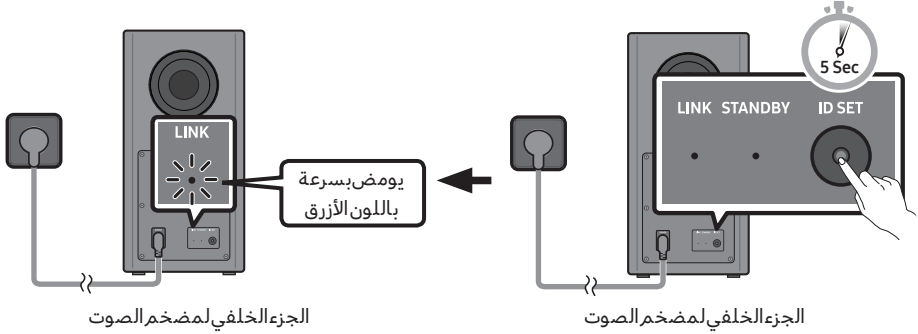 5 Sec
LINK STANDBY ID SET
الجزء الخلفي لمضخم الصوت
LINK
يومض بسرعة
باللون الأزرق
الجزء الخلفي لمضخم الصوت